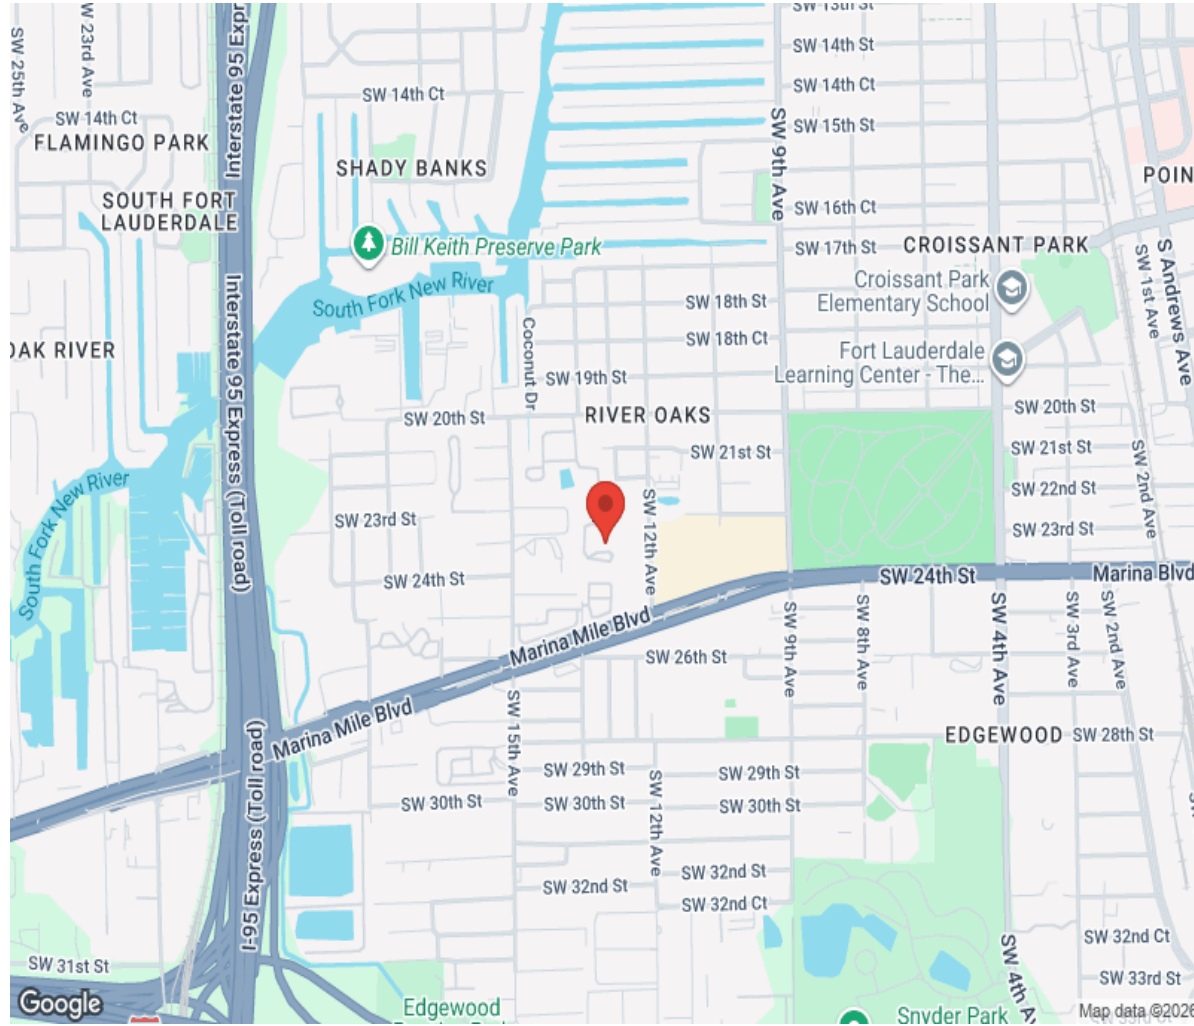 SW 13th St
SW 25th Ave
SW 23rd Ave
Interstate 95 Expr
SW 14th St
SW 14th Ct
SW 14th Ct
SW 14th Ct
SW 15th St
FLAMINGO PARK
SHADY BANKS
SW 9th Ave
POIN
SOUTH FORT
LAUDERDALE
SW 16th Ct
Bill Keith Preserve Park
SW 17th St
CROISSANT PARK
S Andrews Ave
SW 1st Ave
Croissant Park
Elementary School
South Fork New River
SW 18th St
Interstate 95 Express (Toll road)
Coconut Dr
SW 18th Ct
OAK RIVER
Fort Lauderdale
Learning Center - The...
SW 19th St
SW 20th St
RIVER OAKS
SW 20th St
SW 21st St
SW 21st St
SW 2nd Ave
South Fork New River
SW 22nd St
SW 23rd St
SW 12th Ave
SW 23rd St
SW 24th St
SW 24th St
Marina Blvd
Marina Mile Blvd
SW 9th Ave
SW 8th Ave
SW 4th Ave
SW 3rd Ave
SW 2nd Ave
SW 26th St
Marina Mile Blvd
SW 15th Ave
EDGEWOOD
SW 28th St
I-95 Express (Toll road)
SW 29th St
SW 29th St
SW 30th St
SW 30th St
SW 12th Ave
SW 30th St
SW 32nd St
SW 32nd St
SW 32nd Ct
SW 4th Av
SW 32nd Ct
SW 31st St
SW 33rd St
Google
Edgewood
Snyder Park
Map data ©2026